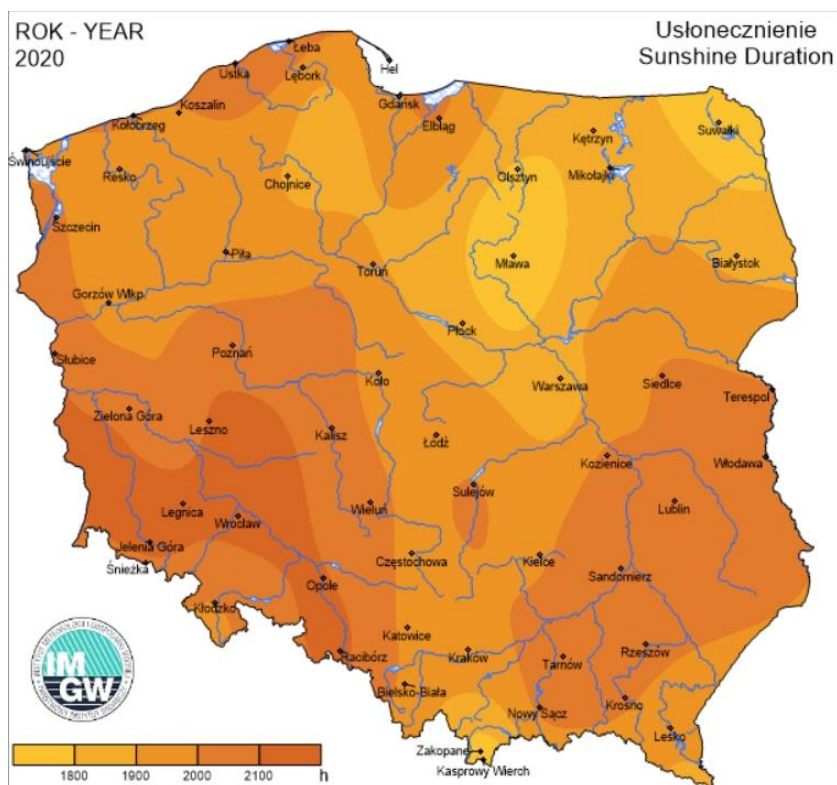 ROK - YEAR
2020
Usłonecznienie
Sunshine Duration
Łeba
Hel
Ustka
Lębork
Gdańsk
Koszalin
Kołobrzeg
Elbląg
Kętrzyn
Suwałki
Świnoujście
Resko
Chojnice
Olsztyn
Mikołajki
Szczecin
Piła
Toruń
Mława
Białystok
Gorzów Wlkp.
Płock
Słubice
Poznań
Koło
Warszawa
Siedlce
Terespol
Zielona Góra
Leszno
Kalisz
Łódź
Kozienice
Włodawa
Legnica
Wrocław
Wieluń
Sulejów
Lublin
Jelenia Góra
Śnieżka
Częstochowa
Kielce
Sandomierz
Opole
Kłodzko
Katowice
Racibórz
Kraków
Tarnów
Rzeszów
Bielsko-Biała
Nowy Sącz
Krosno
Lesko
Zakopane
Kasprowy Wierch
IM
GW
1800 1900 2000 2100 h